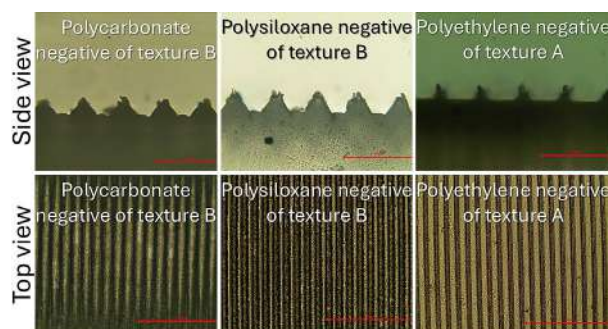 Side view
Polycarbonate
negative of texture B
Polysiloxane negative
of texture B
Polyethylene negative
of texture A
Top view
Polycarbonate
negative of texture B
Polysiloxane negative
of texture B
Polyethylene negative
of texture A